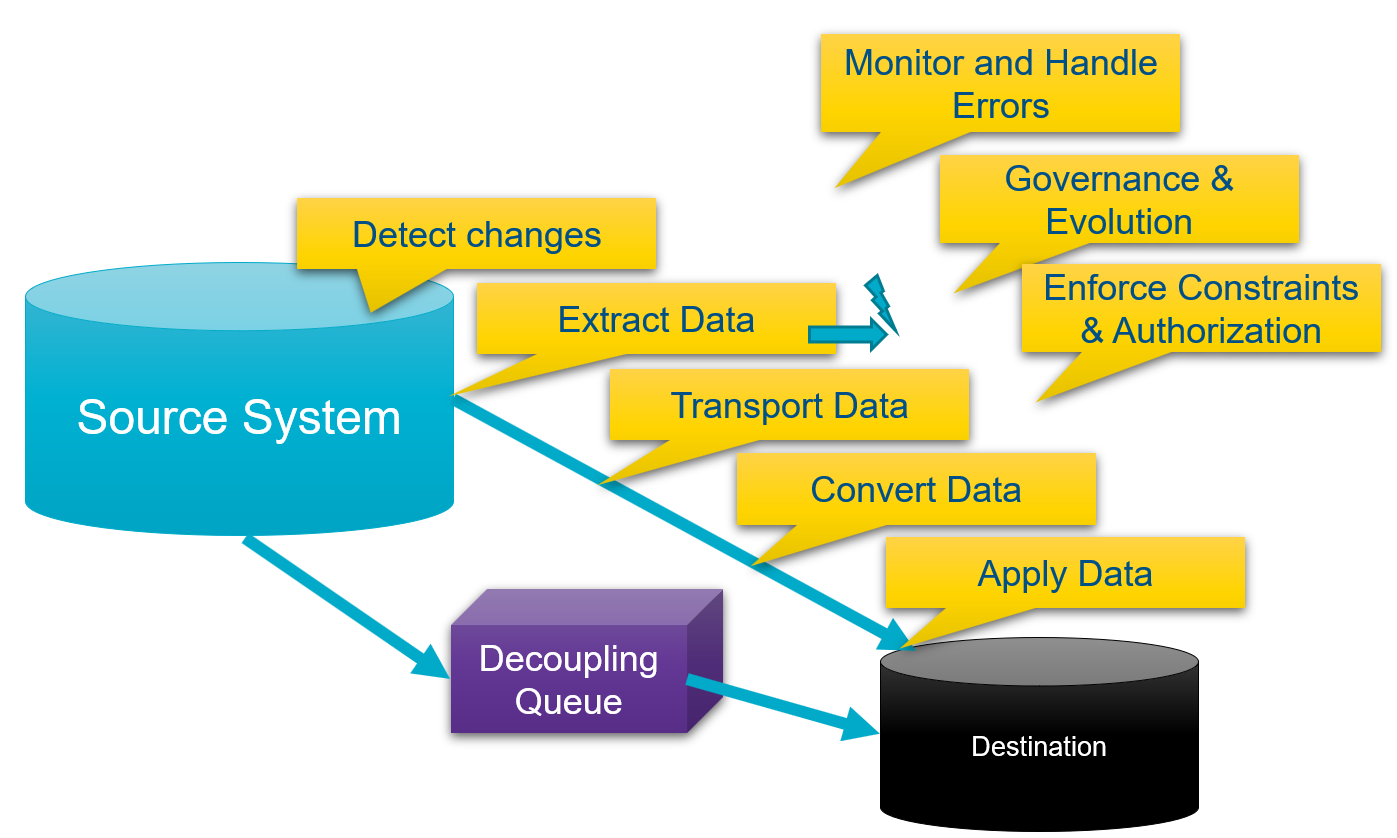 Monitor and Handle
Errors
Governance &
Evolution
Detect changes
Enforce Constraints
& Authorization
Extract Data
Transport Data
Source System
Convert Data
Apply Data
Decoupling
Queue
Destination